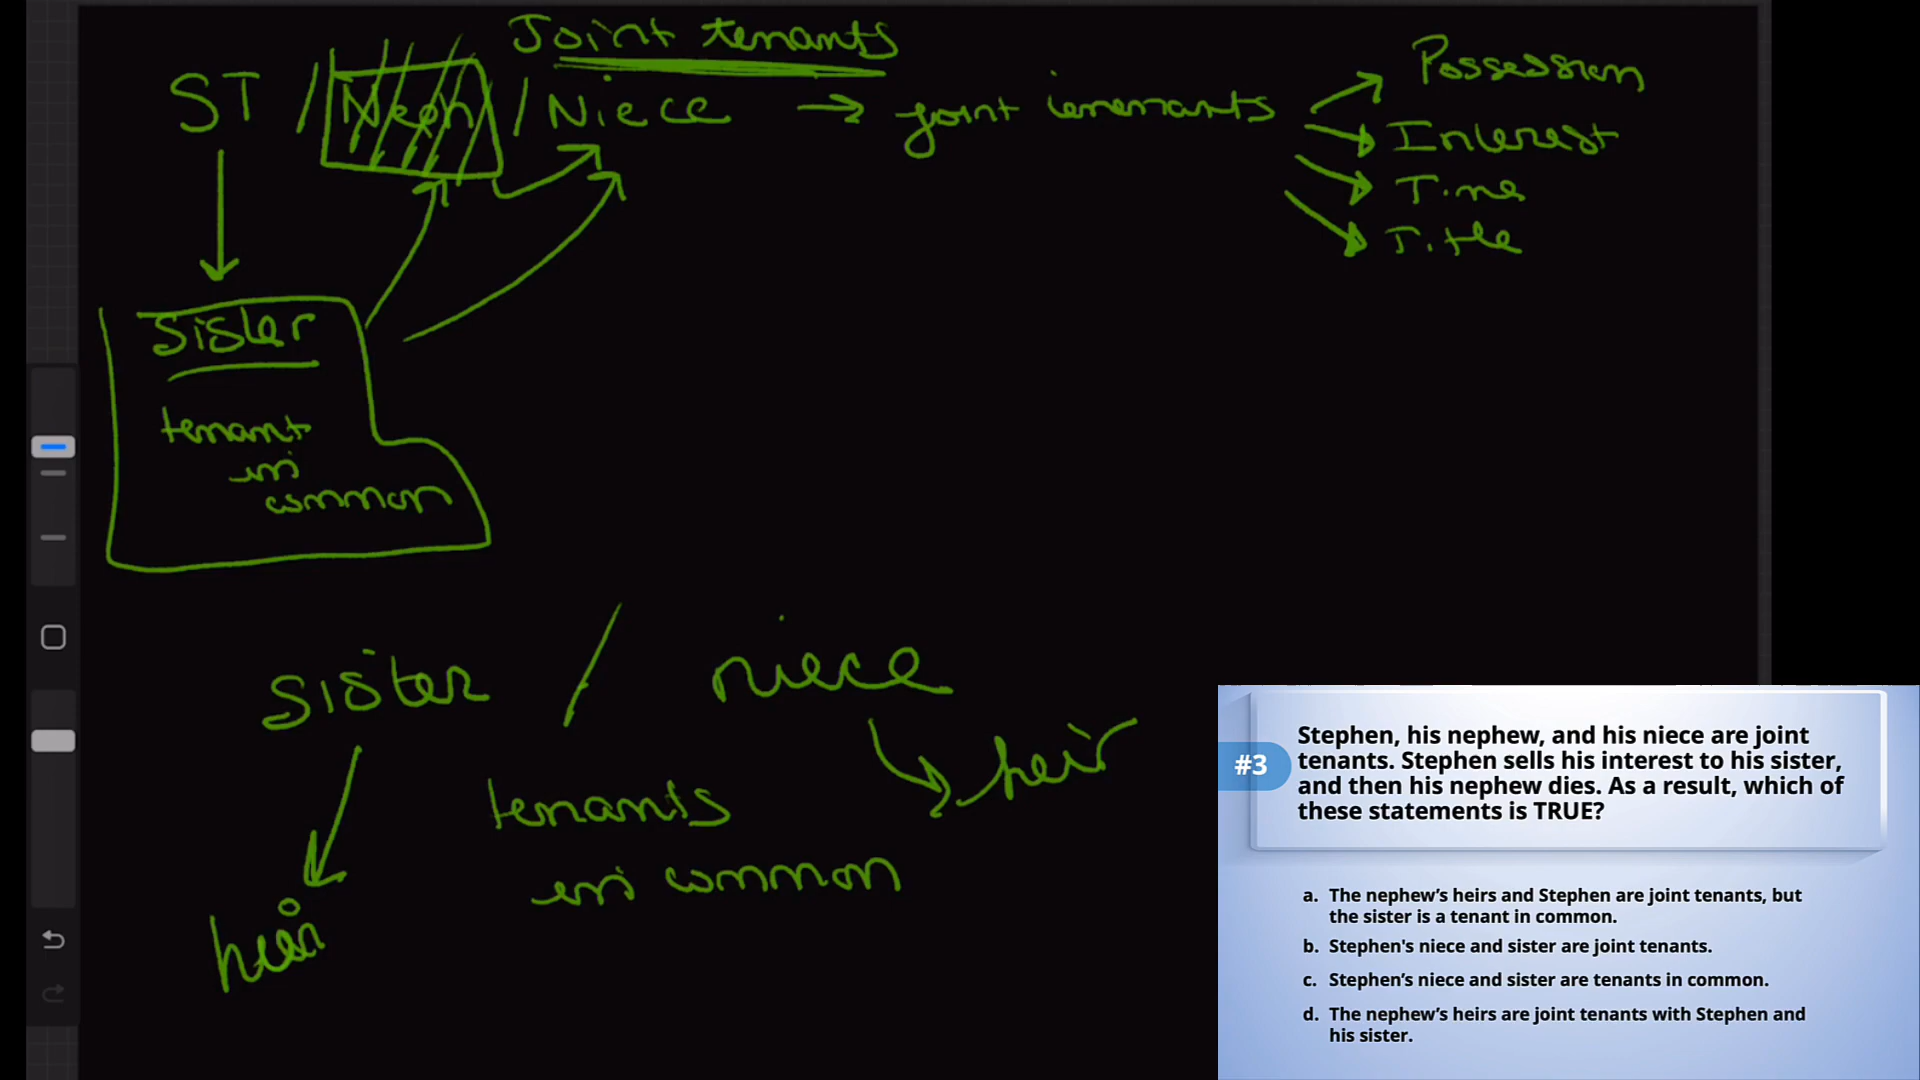 Joint tenants
ST / Neph / Niece → joint tenenants
Possession
Interest
Time
Title
Sister
tenant
in
common
sister / niece
heir
tenants
in common
heir
#3
Stephen, his nephew, and his niece are joint
tenants. Stephen sells his interest to his sister,
and then his nephew dies. As a result, which of
these statements is TRUE?
a. The nephew’s heirs and Stephen are joint tenants, but
the sister is a tenant in common.
b. Stephen's niece and sister are joint tenants.
c. Stephen’s niece and sister are tenants in common.
d. The nephew’s heirs are joint tenants with Stephen and
his sister.